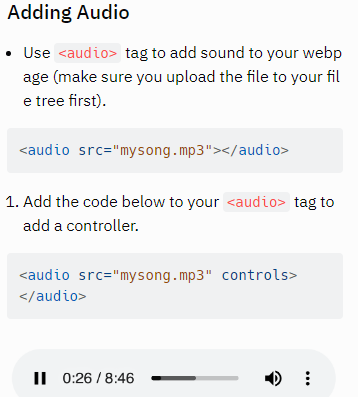 Adding Audio
• Use <audio> tag to add sound to your webp
age (make sure you upload the file to your fil
e tree first).
<audio src="mysong.mp3"></audio>
1. Add the code below to your <audio> tag to
add a controller.
<audio src="mysong.mp3" controls>
</audio>
0:26 / 8:46